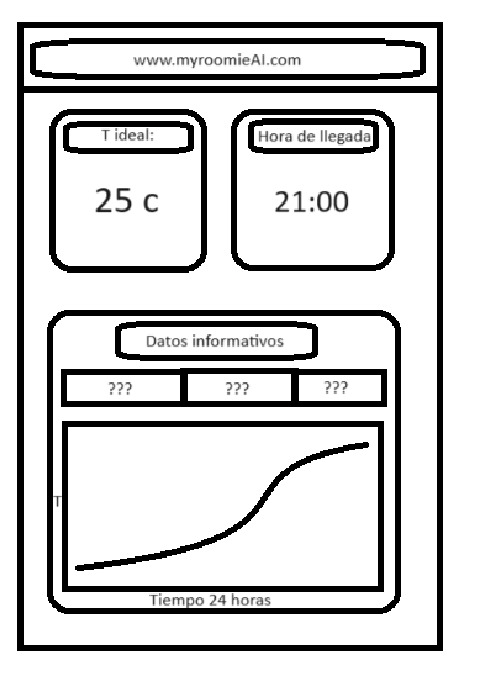 www.myroomieAI.com
T ideal:
Hora de llegada
25 c
21:00
Datos informativos
??? ??? ???
T
Tiempo 24 horas